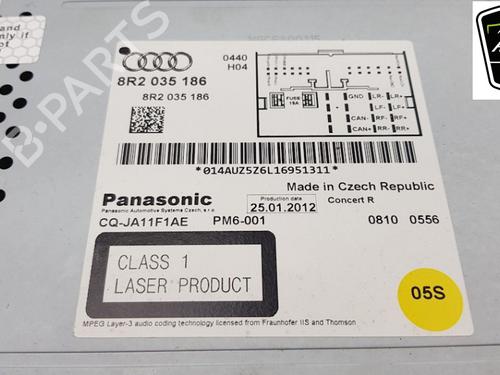 0440
H04
8R2 035 186
8R2 035 186
FUSE
15A
GND LR- LR+
LF- LF+
CAN- RF- RF+
CAN+ RR- RR+
*014AUZ5Z6L16951311*
Panasonic
Panasonic Automotive Systems Czech, s.r.o
Made in Czech Republic
Production date
25.01.2012
Concert R
CQ-JA11F1AE
PM6-001
0810 0556
CLASS 1
LASER PRODUCT
05S
MPEG Layer-3 audio coding technology licensed from Fraunhofer IIS and Thomson
B-PARTS